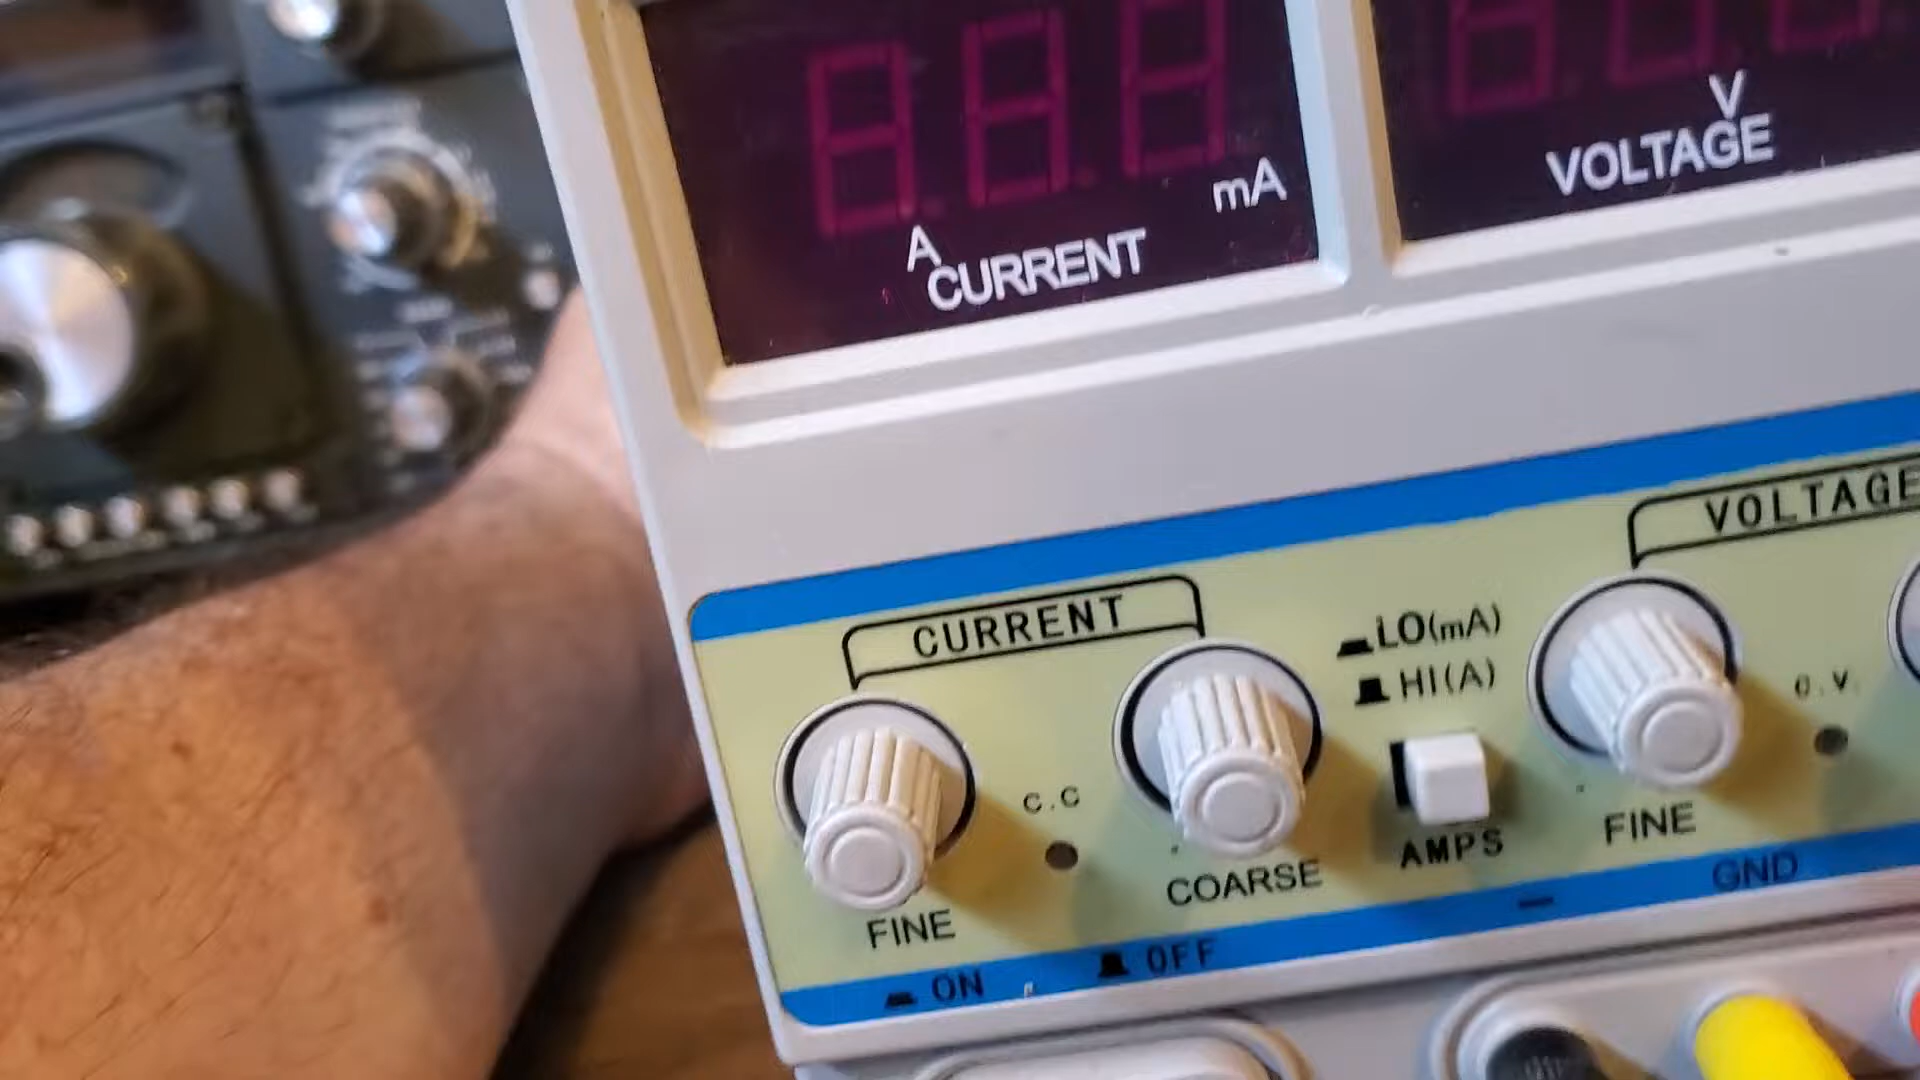 A
mA
CURRENT
V
VOLTAGE
CURRENT
LO(mA)
HI(A)
VOLTAGE
C.C
C.V.
AMPS
FINE
COARSE
FINE
ON
OFF
−
GND